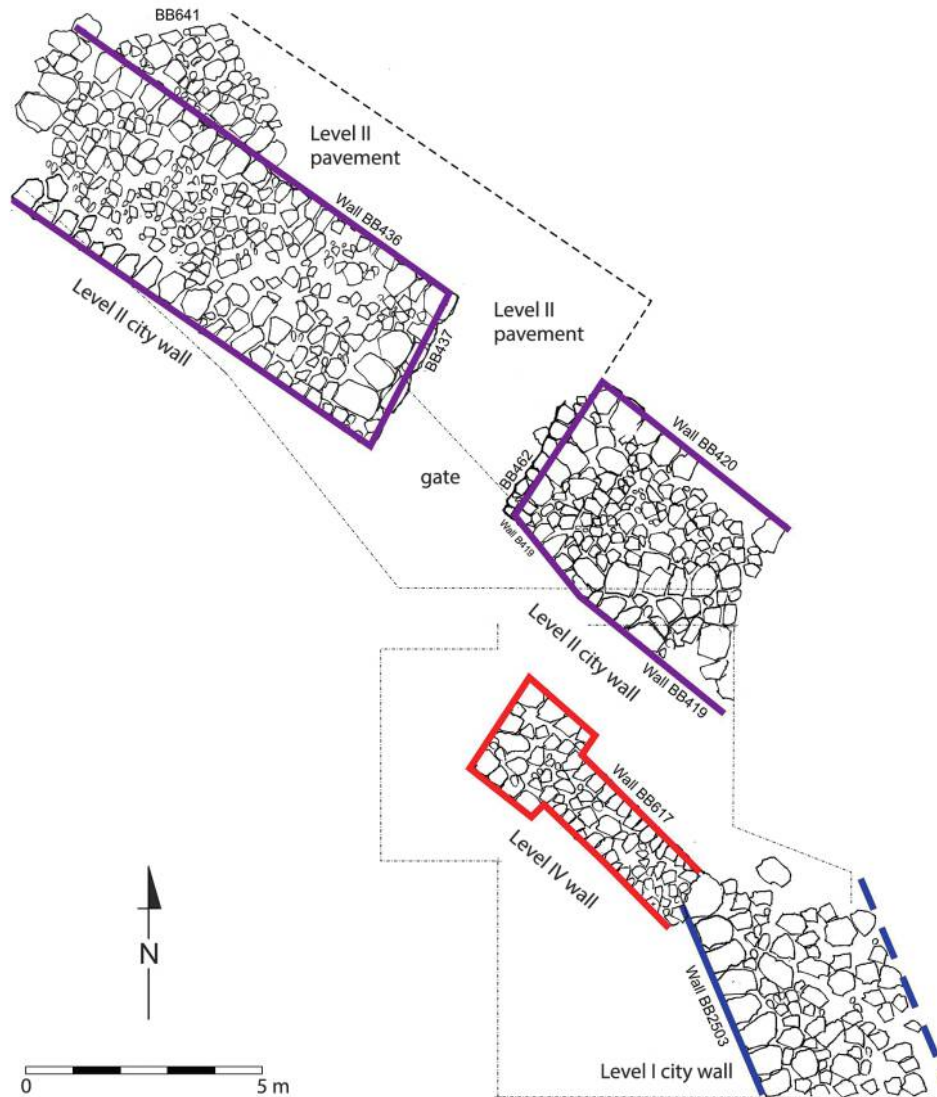 BB641
Level II
pavement
Wall BB436
Level II city wall
BB437
Level II
pavement
gate
Wall BB420
BB462
Wall B419
Level II city wall
Wall BB419
Wall BB617
Level IV wall
N
Wall BB2503
Level I city wall
0 5 m